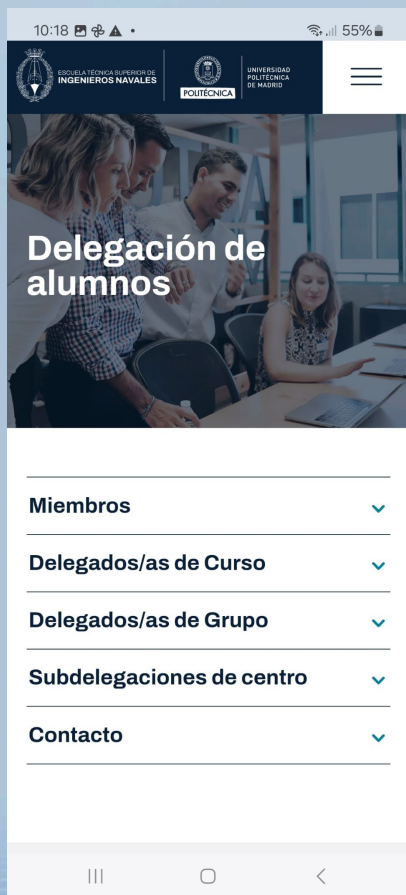 10:18
55%
ESCUELA TÉCNICA SUPERIOR DE
INGENIEROS NAVALES
POLITÉCNICA
UNIVERSIDAD
POLITÉCNICA
DE MADRID
Delegación de
alumnos
Miembros
Delegados/as de Curso
Delegados/as de Grupo
Subdelegaciones de centro
Contacto